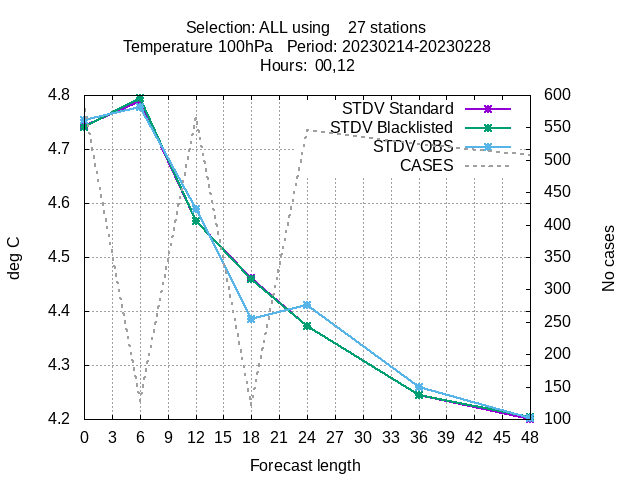 Selection: ALL using 27 stations
Temperature 100hPa Period: 20230214-20230228
Hours: 00,12
4.8
4.7
4.6
4.5
4.4
4.3
4.2
deg C
STDV Standard
STDV Blacklisted
STDV OBS
CASES
600
550
500
450
400
350
300
250
200
150
100
No cases
0 3 6 9 12 15 18 21 24 27 30 33 36 39 42 45 48
Forecast length